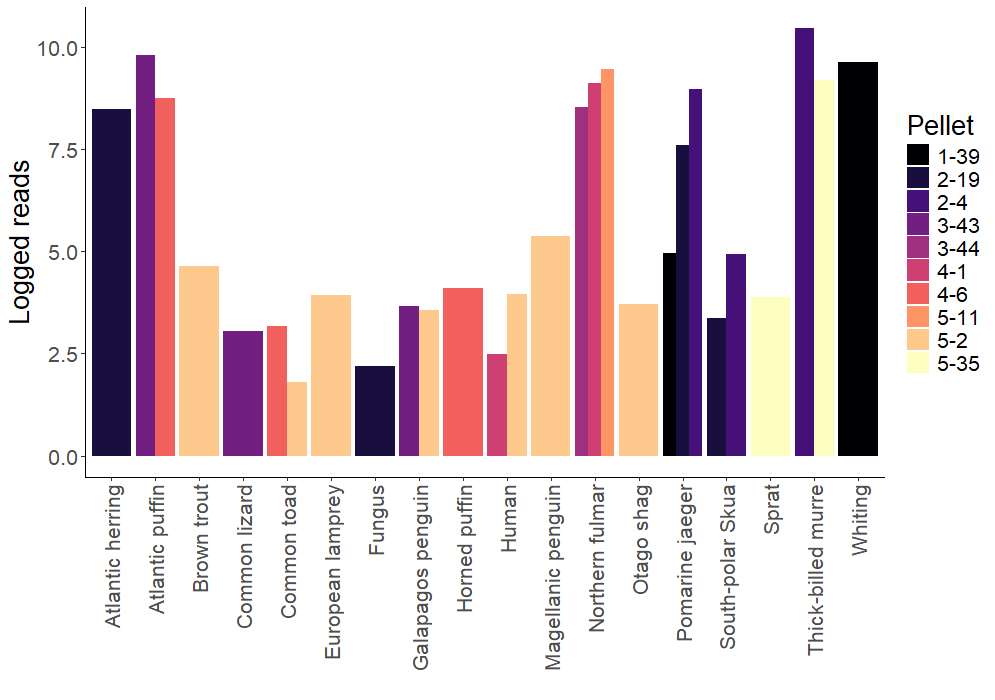 Logged reads
10.0
7.5
5.0
2.5
0.0
Atlantic herring
Atlantic puffin
Brown trout
Common lizard
Common toad
European lamprey
Fungus
Galapagos penguin
Horned puffin
Human
Magellanic penguin
Northern fulmar
Otago shag
Pomarine jaeger
South-polar Skua
Sprat
Thick-billed murre
Whiting
Pellet
1-39
2-19
2-4
3-43
3-44
4-1
4-6
5-11
5-2
5-35